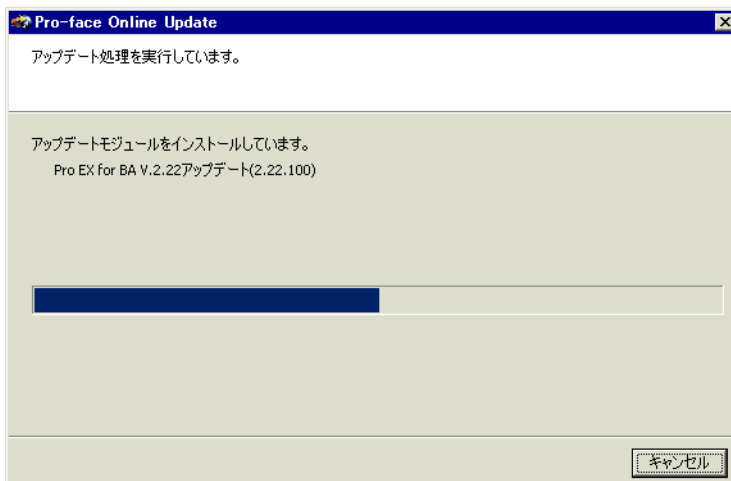 Pro-face Online Update
アップデート処理を実行しています。
アップデートモジュールをインストールしています。
Pro EX for BA V.2.22アップデート(2.22.100)
キャンセル